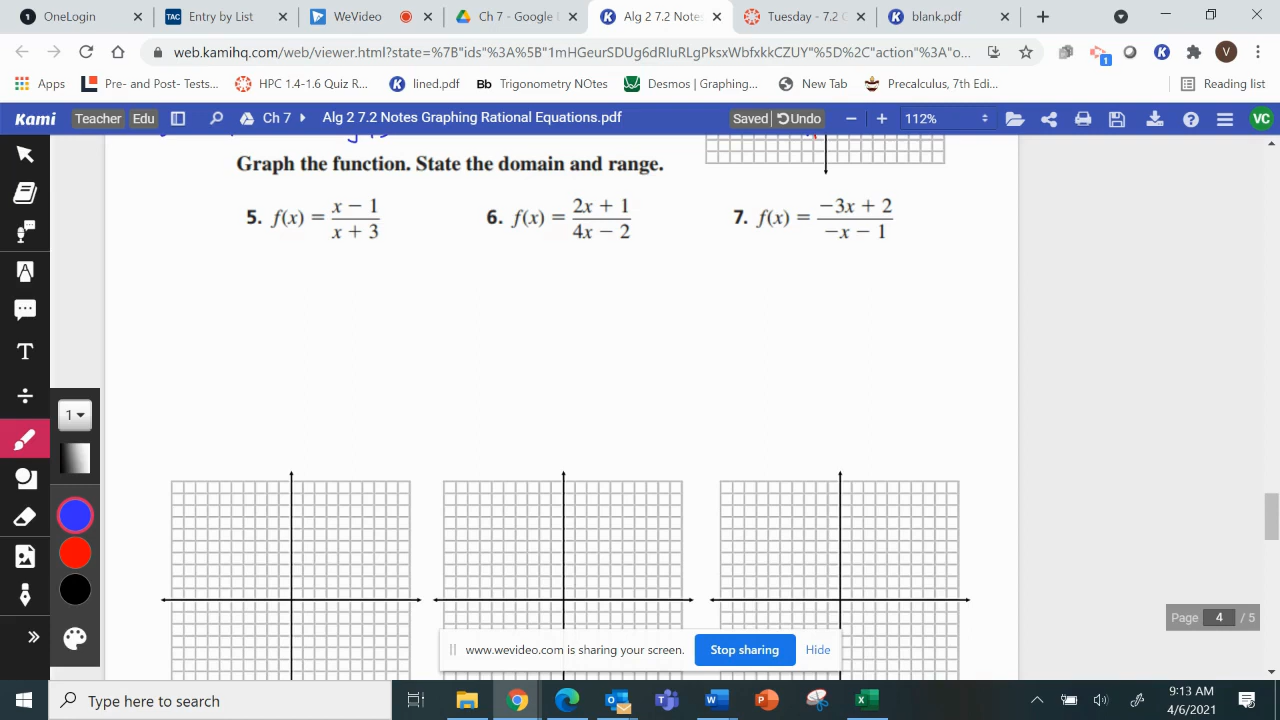 OneLogin
Entry by List
WeVideo
Ch 7 - Google D
Alg 2 7.2 Notes
Tuesday - 7.2 C
blank.pdf
web.kamihq.com/web/viewer.html?state=%7B"ids"%3A%5B"1mHGeurSDUg6dRIuRLgPksxWbfxkkCZUY"%5D%2C"action"%3A"o...
Apps
Pre- and Post- Tests...
HPC 1.4-1.6 Quiz R...
lined.pdf
Bb Trigonometry NOtes
Desmos | Graphing...
New Tab
Precalculus, 7th Edi...
Reading list
Kami
Teacher
Edu
Ch 7
Alg 2 7.2 Notes Graphing Rational Equations.pdf
Saved
Undo
112%
VC
Graph the function. State the domain and range.
5. f(x) = (x − 1)/(x + 3)
6. f(x) = (2x + 1)/(4x − 2)
7. f(x) = (−3x + 2)/(−x − 1)
1
Page 4 / 5
www.wevideo.com is sharing your screen.
Stop sharing
Hide
Type here to search
9:13 AM
4/6/2021